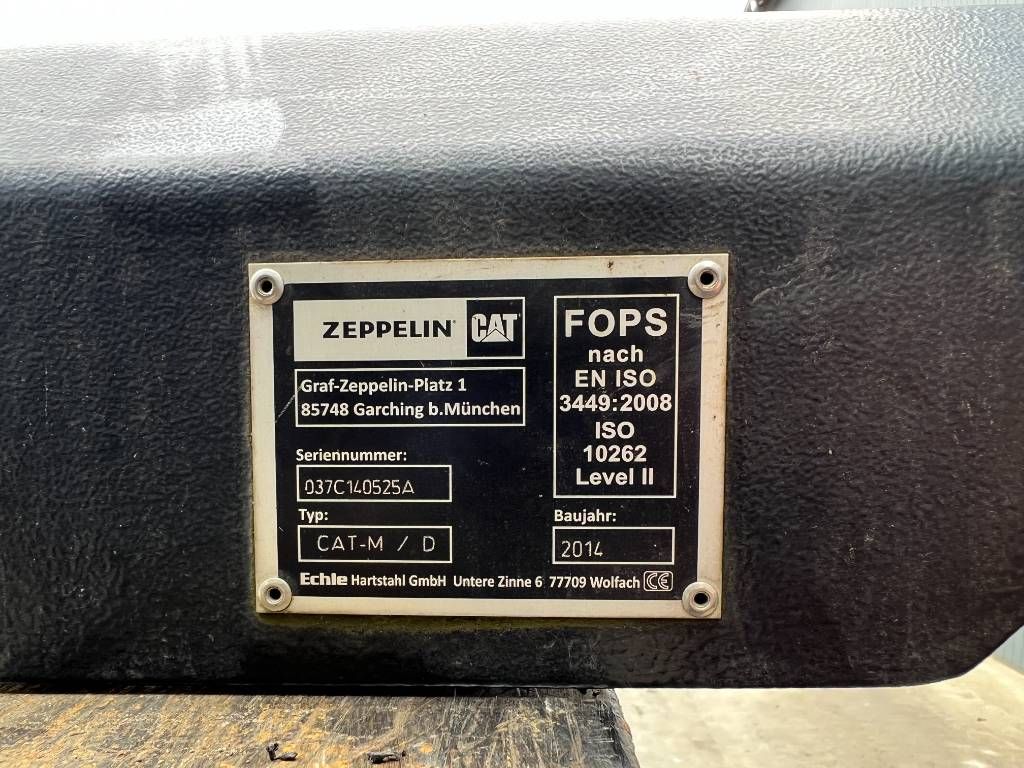 ZEPPELIN® CAT
Graf-Zeppelin-Platz 1
85748 Garching b.München
Seriennummer:
037C140525A
Typ:
CAT-M / D
FOPS
nach
EN ISO
3449:2008
ISO
10262
Level II
Baujahr:
2014
Echle Hartstahl GmbH Untere Zinne 6 77709 Wolfach CE